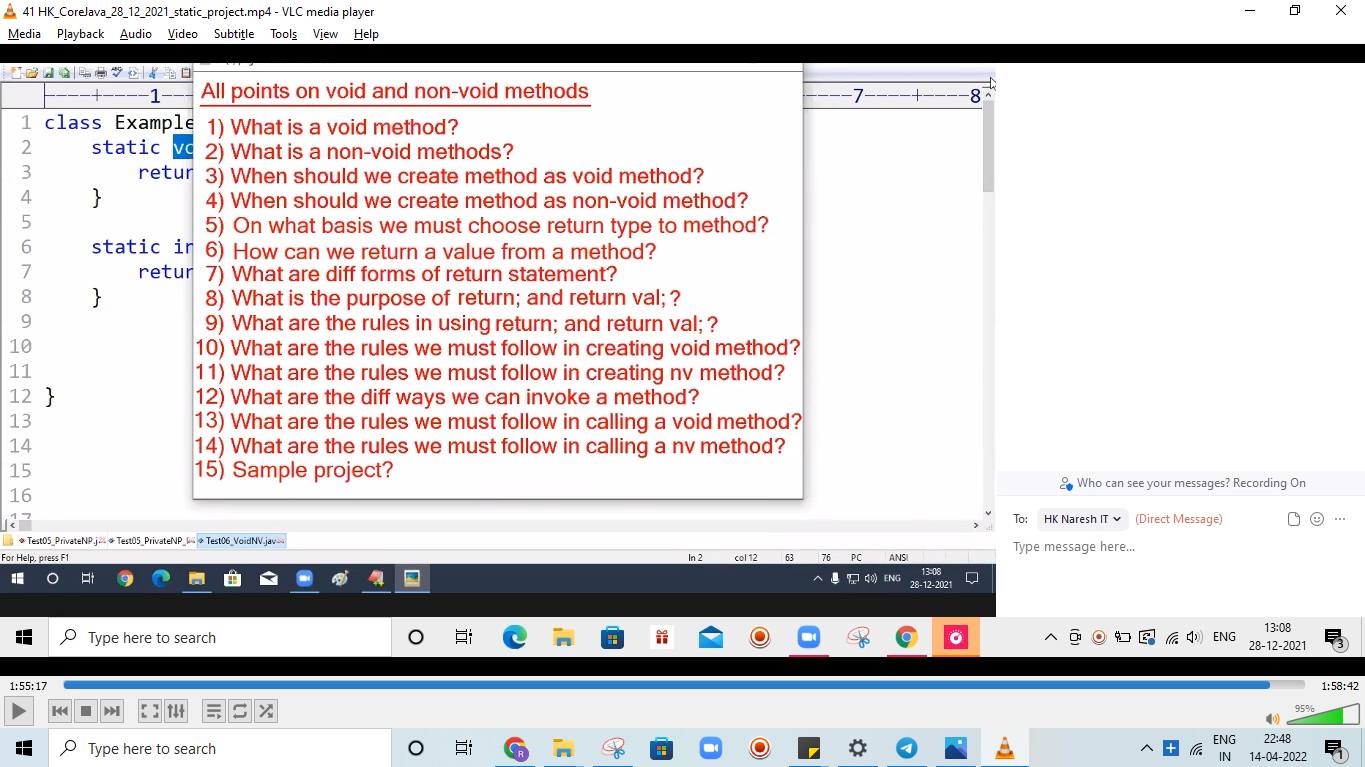 41 HK_CoreJava_28_12_2021_static_project.mp4 - VLC media player
Media Playback Audio Video Subtitle Tools View Help
1
7
8
All points on void and non-void methods
1) What is a void method?
2) What is a non-void methods?
3) When should we create method as void method?
4) When should we create method as non-void method?
5) On what basis we must choose return type to method?
6) How can we return a value from a method?
7) What are diff forms of return statement?
8) What is the purpose of return; and return val; ?
9) What are the rules in using return; and return val; ?
10) What are the rules we must follow in creating void method?
11) What are the rules we must follow in creating nv method?
12) What are the diff ways we can invoke a method?
13) What are the rules we must follow in calling a void method?
14) What are the rules we must follow in calling a nv method?
15) Sample project?
1 class Example
2 static
3
4 }
5
6 static
7
8 }
9
10
11
12 }
13
14
15
16
17
Who can see your messages? Recording On
To: HK Naresh IT (Direct Message)
Type message here...
Test05_PrivateNP.j Test05_PrivateNP_ Test06_VoidNV.jav
For Help, press F1
ln 2 col 12 63 76 PC ANSI
ENG 13:08
28-12-2021
Type here to search
ENG 13:08
28-12-2021
3
1:55:17 1:58:42
95%
Type here to search
R
ENG
IN
22:48
14-04-2022
1